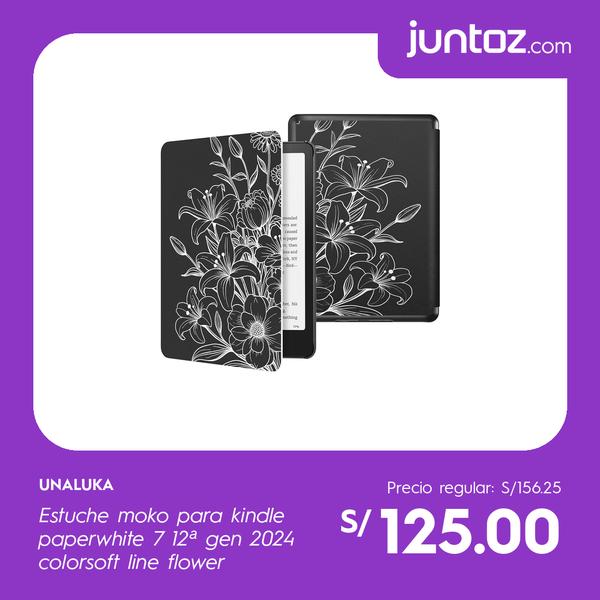 juntoz.com
UNALUKA
Estuche moko para kindle
paperwhite 7 12ª gen 2024
colorsoft line flower
Precio regular: S/156.25
S/125.00